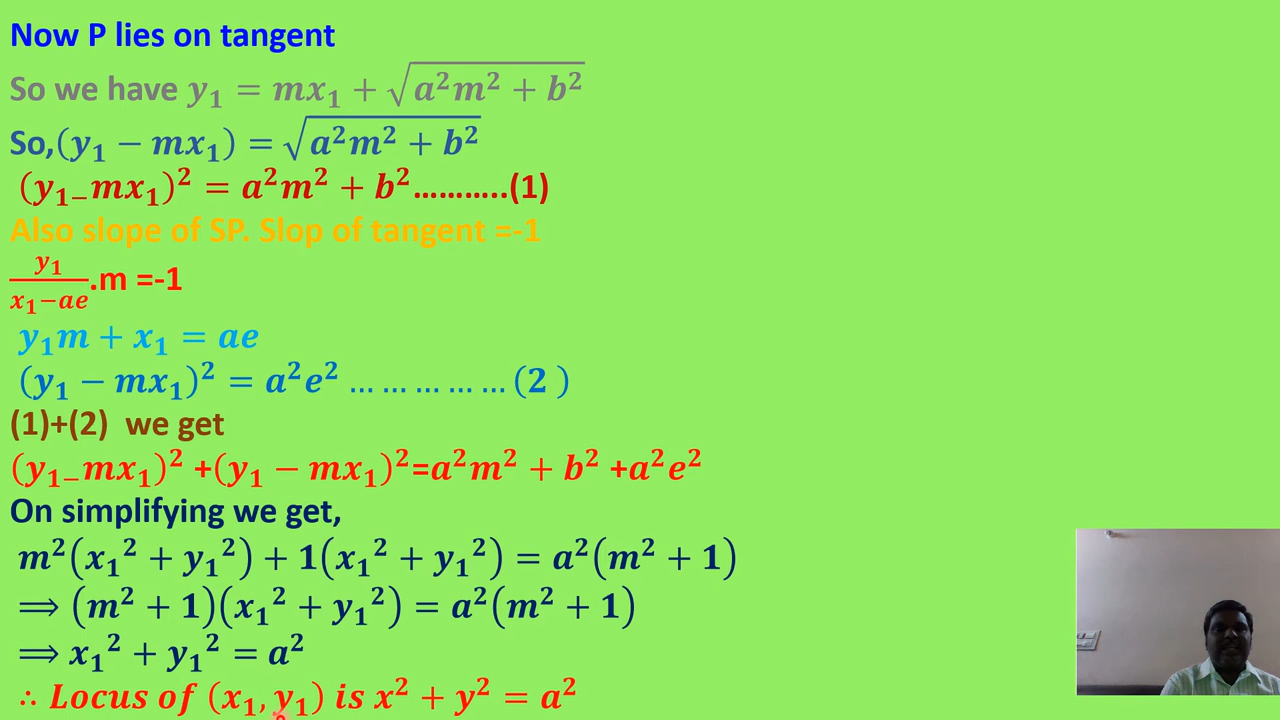 Now P lies on tangent
So we have y₁ = mx₁ + √(a²m² + b²)
So,(y₁ − mx₁) = √(a²m² + b²)
(y₁₋mx₁)² = a²m² + b²………..(1)
Also slope of SP. Slop of tangent =-1
y₁/(x₁−ae).m =-1
y₁m + x₁ = ae
(y₁ − mx₁)² = a²e² … … … … … (2 )
(1)+(2) we get
(y₁₋mx₁)² +(y₁ − mx₁)²=a²m² + b² +a²e²
On simplifying we get,
m²(x₁² + y₁²) + 1(x₁² + y₁²) = a²(m² + 1)
⟹ (m² + 1)(x₁² + y₁²) = a²(m² + 1)
⟹ x₁² + y₁² = a²
∴ Locus of (x₁, y₁) is x² + y² = a²